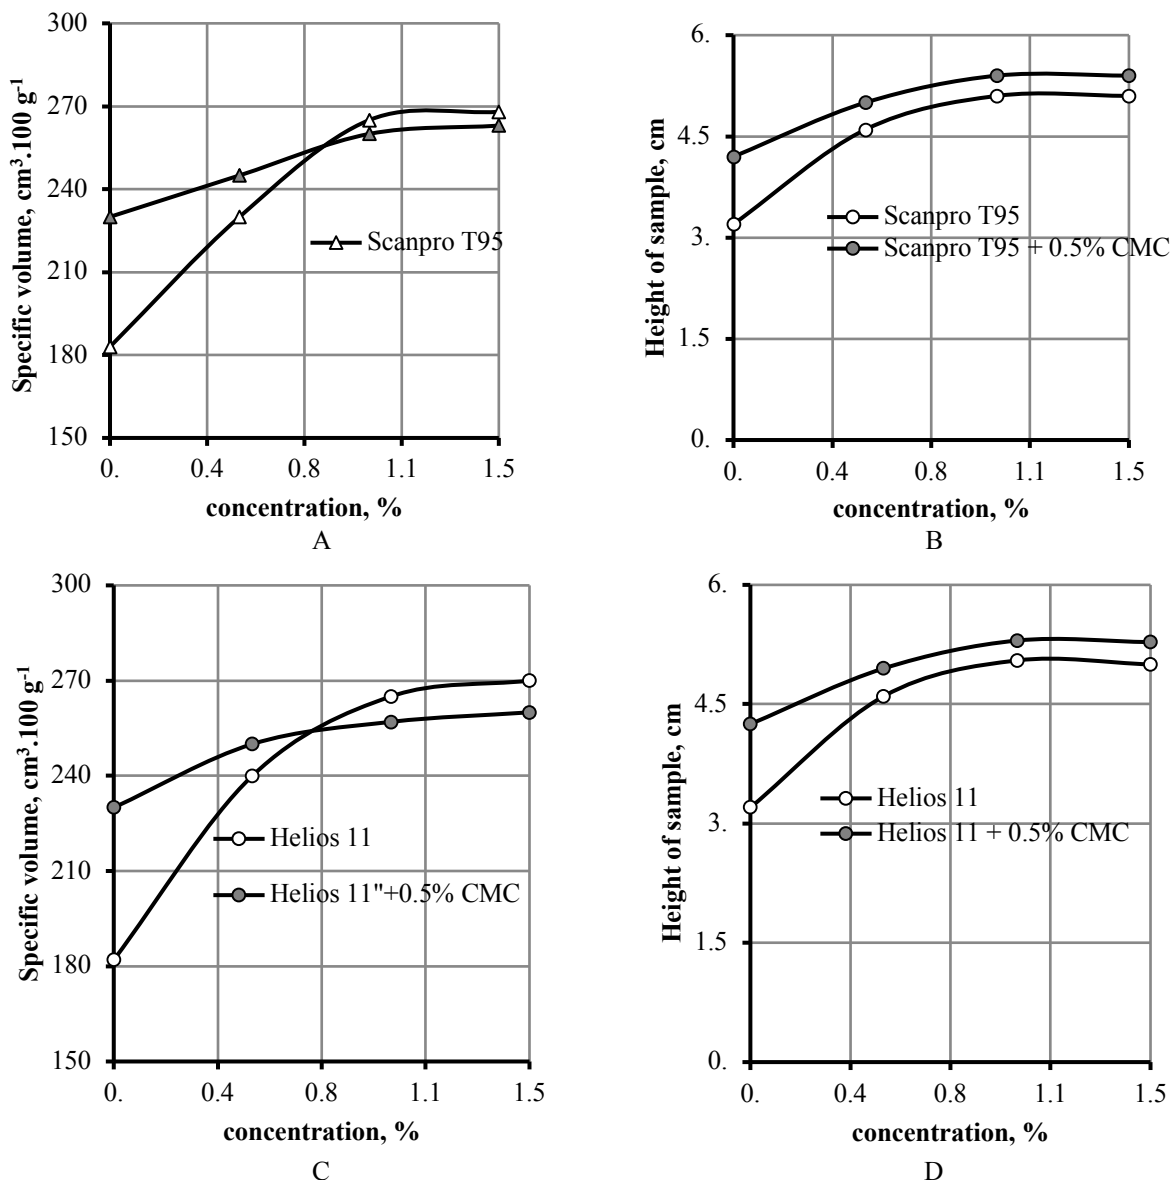 300
270
240
210
180
150
Specific volume, cm³.100 g⁻¹
Scanpro T95
0. 0.4 0.8 1.1 1.5
concentration, %
A
6.
4.5
3.
1.5
0.
Height of sample, cm
Scanpro T95
Scanpro T95 + 0.5% CMC
0. 0.4 0.8 1.1 1.5
concentration, %
B
300
270
240
210
180
150
Specific volume, cm³.100 g⁻¹
Helios 11
Helios 11"+0.5% CMC
0. 0.4 0.8 1.1 1.5
concentration, %
C
6.
4.5
3.
1.5
0.
Height of sample, cm
Helios 11
Helios 11 + 0.5% CMC
0. 0.4 0.8 1.1 1.5
concentration, %
D